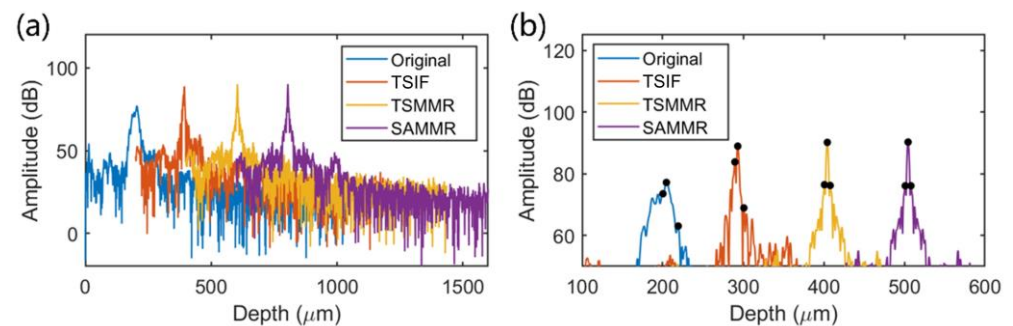 (a)
Amplitude (dB)
100
50
0
Original
TSIF
TSMMR
SAMMR
0 500 1000 1500
Depth (μm)
(b)
Amplitude (dB)
120
100
80
60
Original
TSIF
TSMMR
SAMMR
100 200 300 400 500 600
Depth (μm)